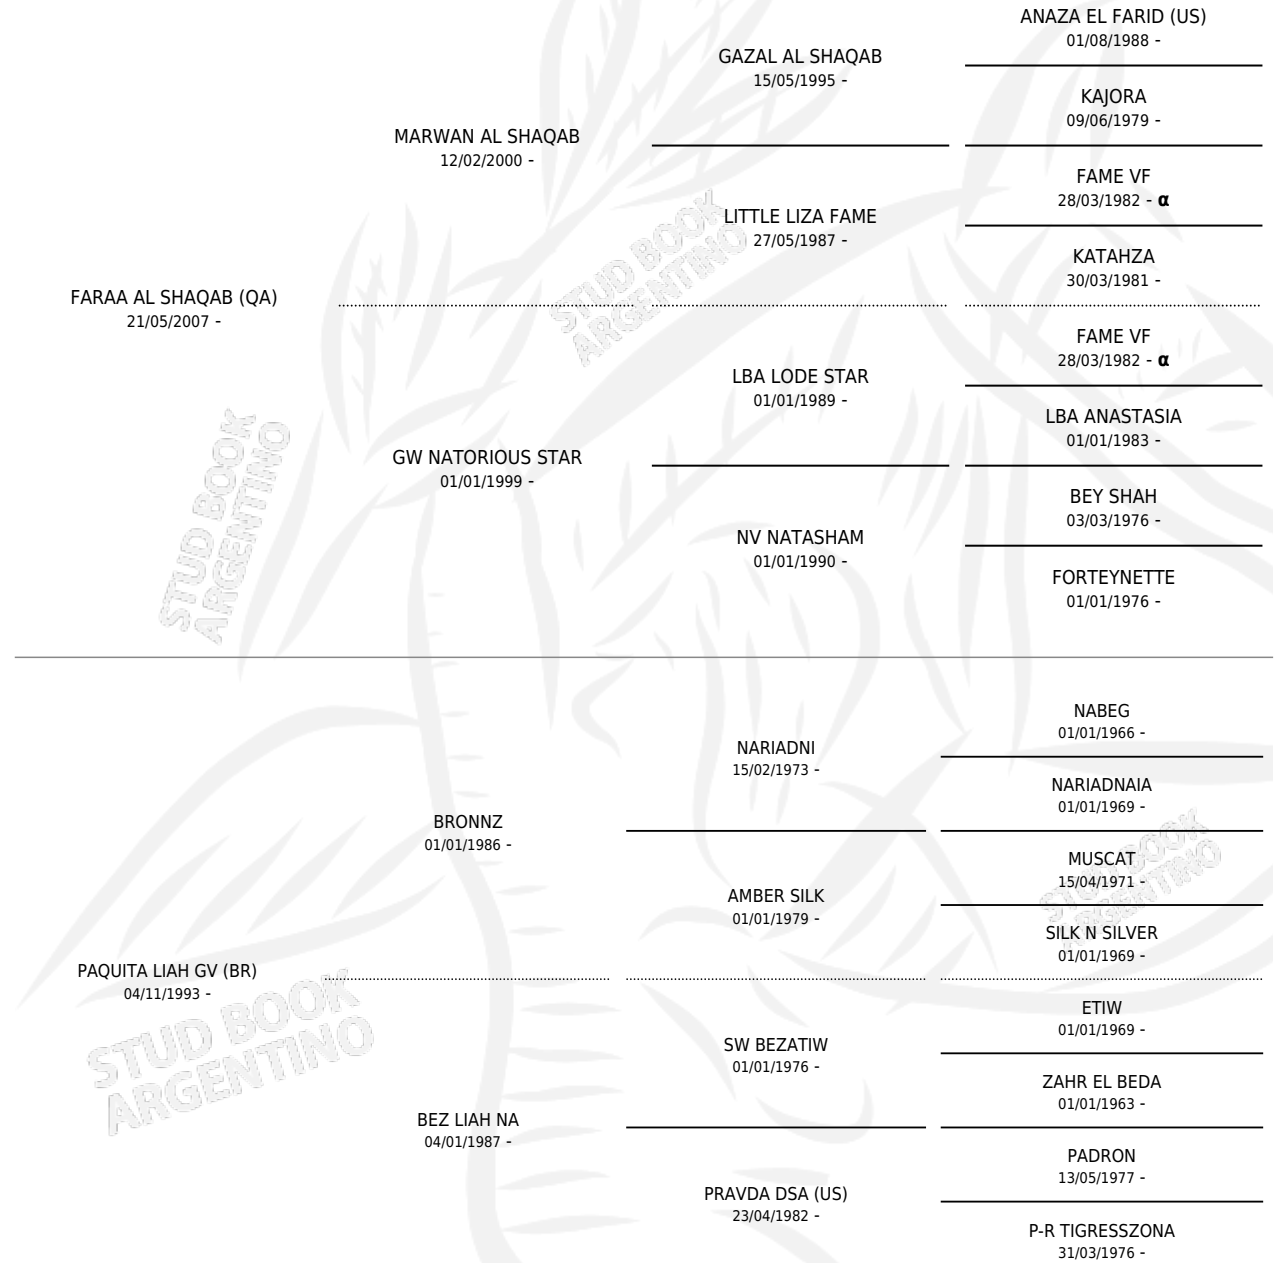 ANAZA EL FARID (US)
01/08/1988 -
GAZAL AL SHAQAB
15/05/1995 -
KAJORA
09/06/1979 -
MARWAN AL SHAQAB
12/02/2000 -
FAME VF
28/03/1982 - α
LITTLE LIZA FAME
27/05/1987 -
KATAHZA
30/03/1981 -
FARAA AL SHAQAB (QA)
21/05/2007 -
FAME VF
28/03/1982 - α
LBA LODE STAR
01/01/1989 -
LBA ANASTASIA
01/01/1983 -
GW NATORIOUS STAR
01/01/1999 -
BEY SHAH
03/03/1976 -
NV NATASHAM
01/01/1990 -
FORTEYNETTE
01/01/1976 -
NABEG
01/01/1966 -
NARIADNI
15/02/1973 -
NARIADNAIA
01/01/1969 -
BRONNZ
01/01/1986 -
MUSCAT
15/04/1971 -
AMBER SILK
01/01/1979 -
SILK N SILVER
01/01/1969 -
PAQUITA LIAH GV (BR)
04/11/1993 -
ETIW
01/01/1969 -
SW BEZATIW
01/01/1976 -
ZAHR EL BEDA
01/01/1963 -
BEZ LIAH NA
04/01/1987 -
PADRON
13/05/1977 -
PRAVDA DSA (US)
23/04/1982 -
P-R TIGRESSZONA
31/03/1976 -
STUD BOOK
ARGENTINO
STUD BOOK
ARGENTINO
STUD BOOK
ARGENTINO
STUD BOOK
ARGENTINO